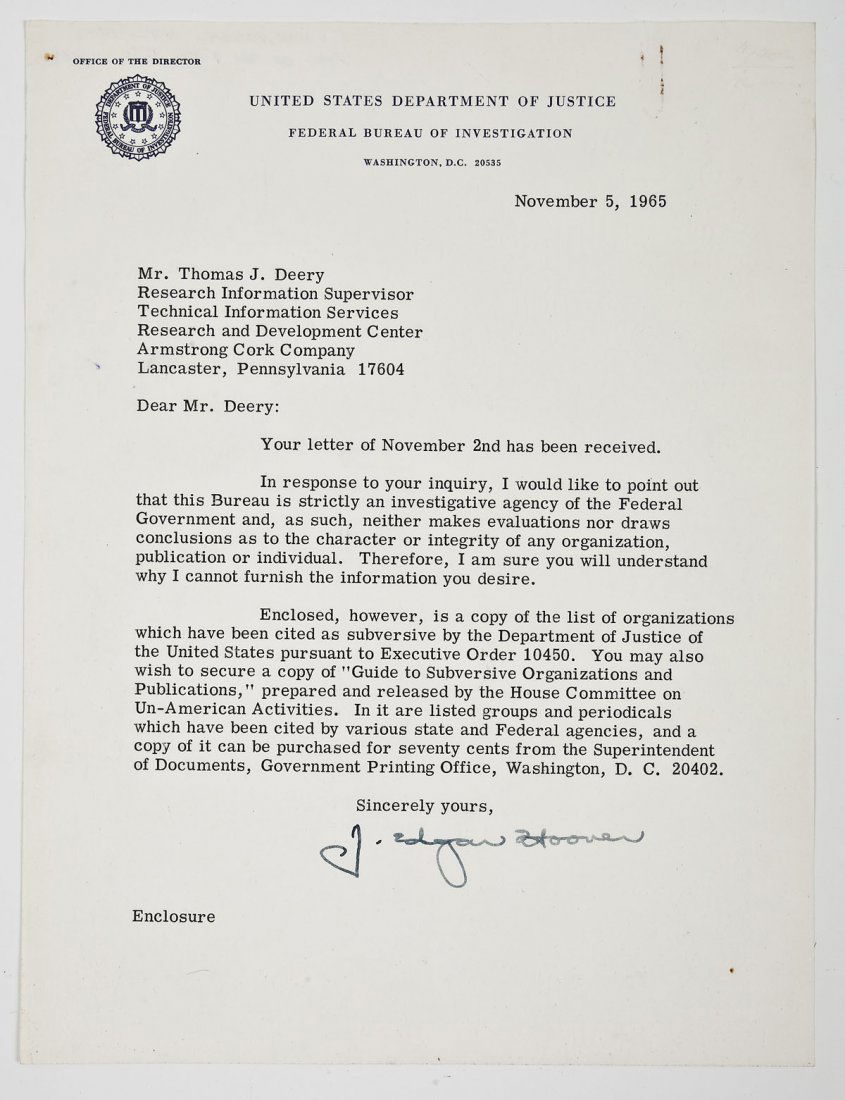 OFFICE OF THE DIRECTOR
DEPARTMENT OF JUSTICE
FEDERAL BUREAU OF INVESTIGATION
UNITED STATES DEPARTMENT OF JUSTICE
FEDERAL BUREAU OF INVESTIGATION
WASHINGTON, D.C. 20535
November 5, 1965
Mr. Thomas J. Deery
Research Information Supervisor
Technical Information Services
Research and Development Center
Armstrong Cork Company
Lancaster, Pennsylvania 17604
Dear Mr. Deery:
Your letter of November 2nd has been received.
In response to your inquiry, I would like to point out
that this Bureau is strictly an investigative agency of the Federal
Government and, as such, neither makes evaluations nor draws
conclusions as to the character or integrity of any organization,
publication or individual. Therefore, I am sure you will understand
why I cannot furnish the information you desire.
Enclosed, however, is a copy of the list of organizations
which have been cited as subversive by the Department of Justice of
the United States pursuant to Executive Order 10450. You may also
wish to secure a copy of "Guide to Subversive Organizations and
Publications," prepared and released by the House Committee on
Un-American Activities. In it are listed groups and periodicals
which have been cited by various state and Federal agencies, and a
copy of it can be purchased for seventy cents from the Superintendent
of Documents, Government Printing Office, Washington, D. C. 20402.
Sincerely yours,
J. Edgar Hoover
Enclosure